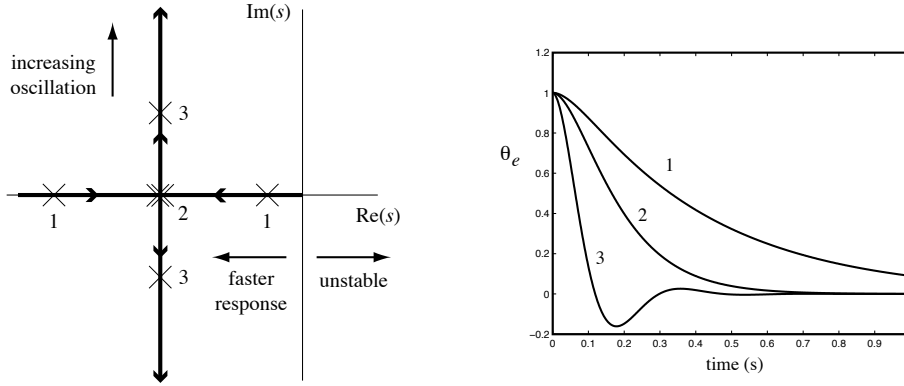 Im(s)
increasing
oscillation
3
1
2
1
Re(s)
3
faster
response
unstable
1.2
1
0.8
0.6
0.4
0.2
0
-0.2
θe
1
2
3
0 0.1 0.2 0.3 0.4 0.5 0.6 0.7 0.8 0.9
time (s)